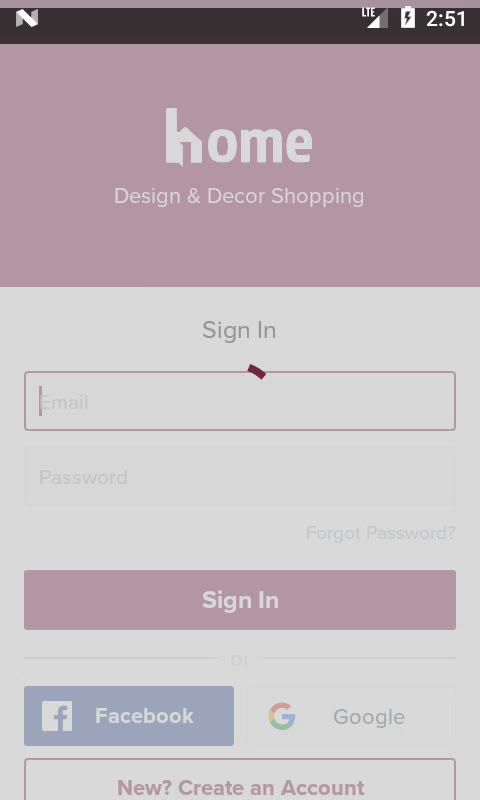 LTE 2:51
home
Design & Decor Shopping
Sign In
Email
Password
Forgot Password?
Sign In
or
Facebook Google
New? Create an Account